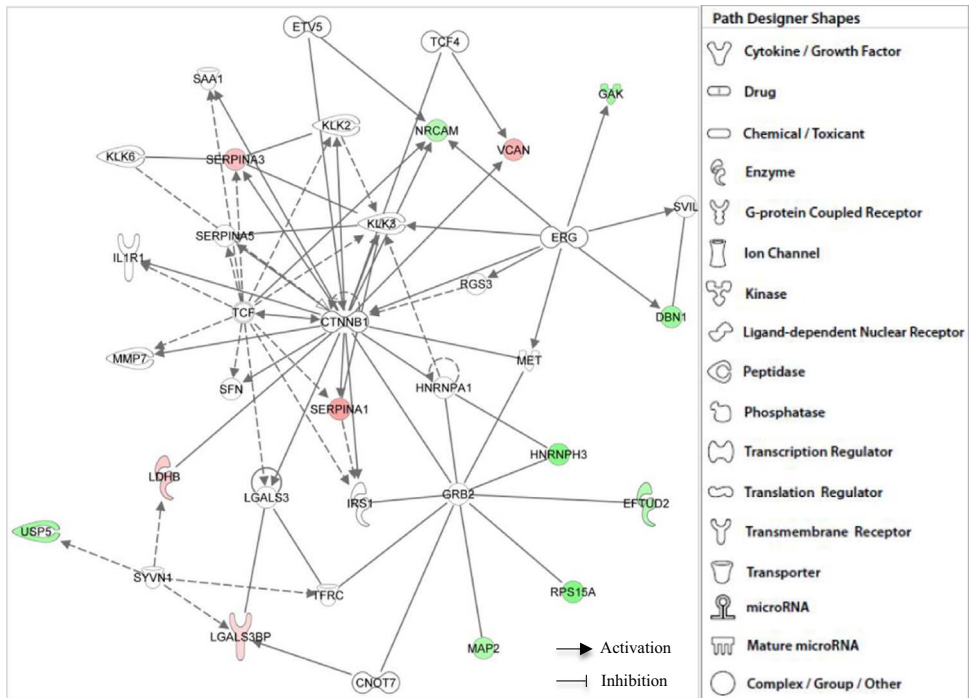 ETV5
TCF4
SAA1
GAK
KLK2
NRCAM
VCAN
KLK6
SERPINA3
SVIL
KLK3
SERPINA5
ERG
IL1R1
RGS3
TCF
CTNNB1
DBN1
MMP7
MET
SFN
HNRNPA1
SERPINA1
HNRNPH3
LDHB
LGALS3
IRS1
GRB2
EFTUD2
USP5
SYVN1
TFRC
RPS15A
LGALS3BP
MAP2
CNOT7
Activation
Inhibition
Path Designer Shapes
Cytokine / Growth Factor
Drug
Chemical / Toxicant
Enzyme
G-protein Coupled Receptor
Ion Channel
Kinase
Ligand-dependent Nuclear Receptor
Peptidase
Phosphatase
Transcription Regulator
Translation Regulator
Transmembrane Receptor
Transporter
microRNA
Mature microRNA
Complex / Group / Other